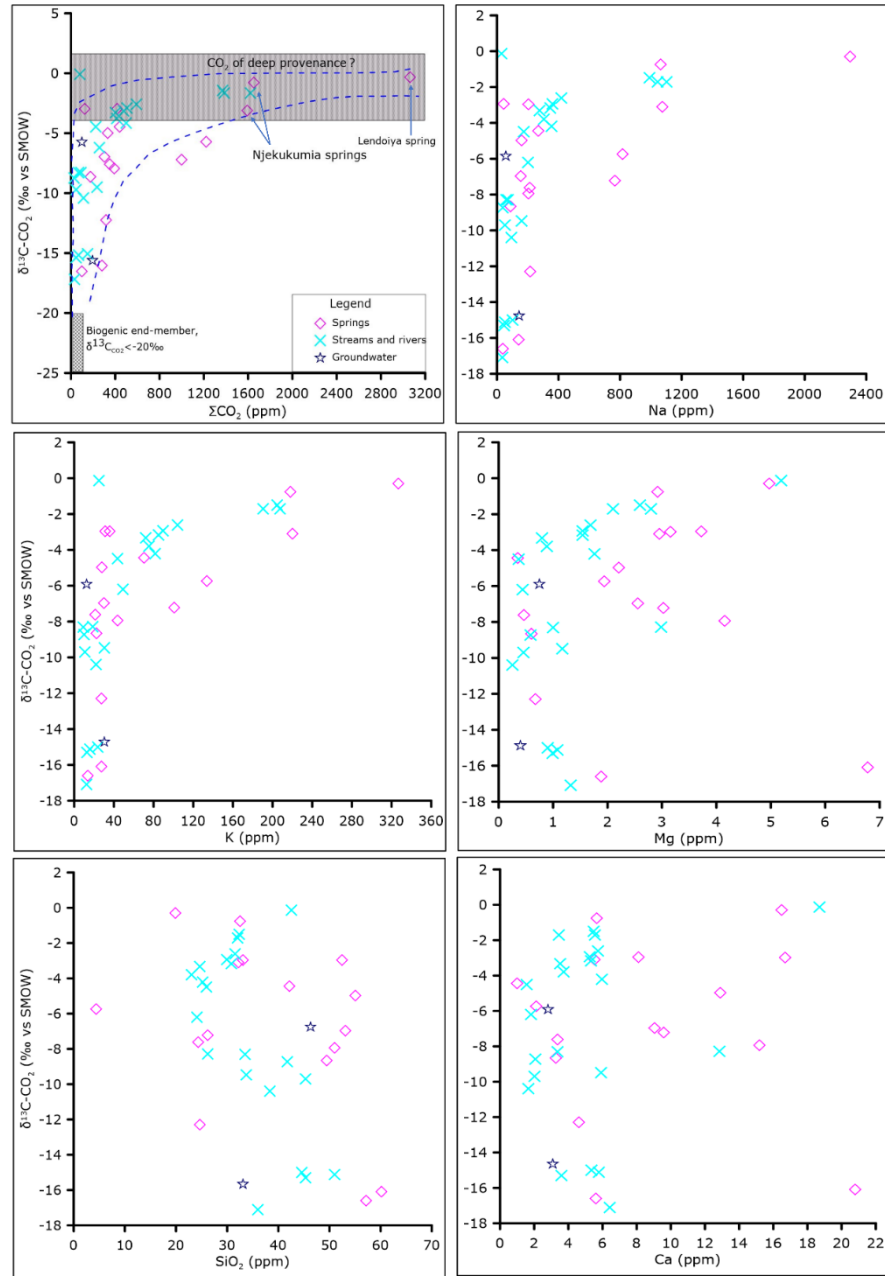 5
0
-5
-10
-15
-20
-25
δ¹³C-CO₂ (‰ vs SMOW)
CO₂ of deep provenance ?
Lendoiya spring
Njekukumia springs
Biogenic end-member,
δ¹³C_CO₂<-20‰
Legend
Springs
Streams and rivers
Groundwater
0 400 800 1200 1600 2000 2400 2800 3200
ΣCO₂ (ppm)
2
0
-2
-4
-6
-8
-10
-12
-14
-16
-18
0 400 800 1200 1600 2000 2400
Na (ppm)
2
0
-2
-4
-6
-8
-10
-12
-14
-16
-18
δ¹³C-CO₂ (‰ vs SMOW)
0 40 80 120 160 200 240 280 320 360
K (ppm)
2
0
-2
-4
-6
-8
-10
-12
-14
-16
-18
0 1 2 3 4 5 6 7
Mg (ppm)
2
0
-2
-4
-6
-8
-10
-12
-14
-16
-18
δ¹³C-CO₂ (‰ vs SMOW)
0 10 20 30 40 50 60 70
SiO₂ (ppm)
2
0
-2
-4
-6
-8
-10
-12
-14
-16
-18
0 2 4 6 8 10 12 14 16 18 20 22
Ca (ppm)